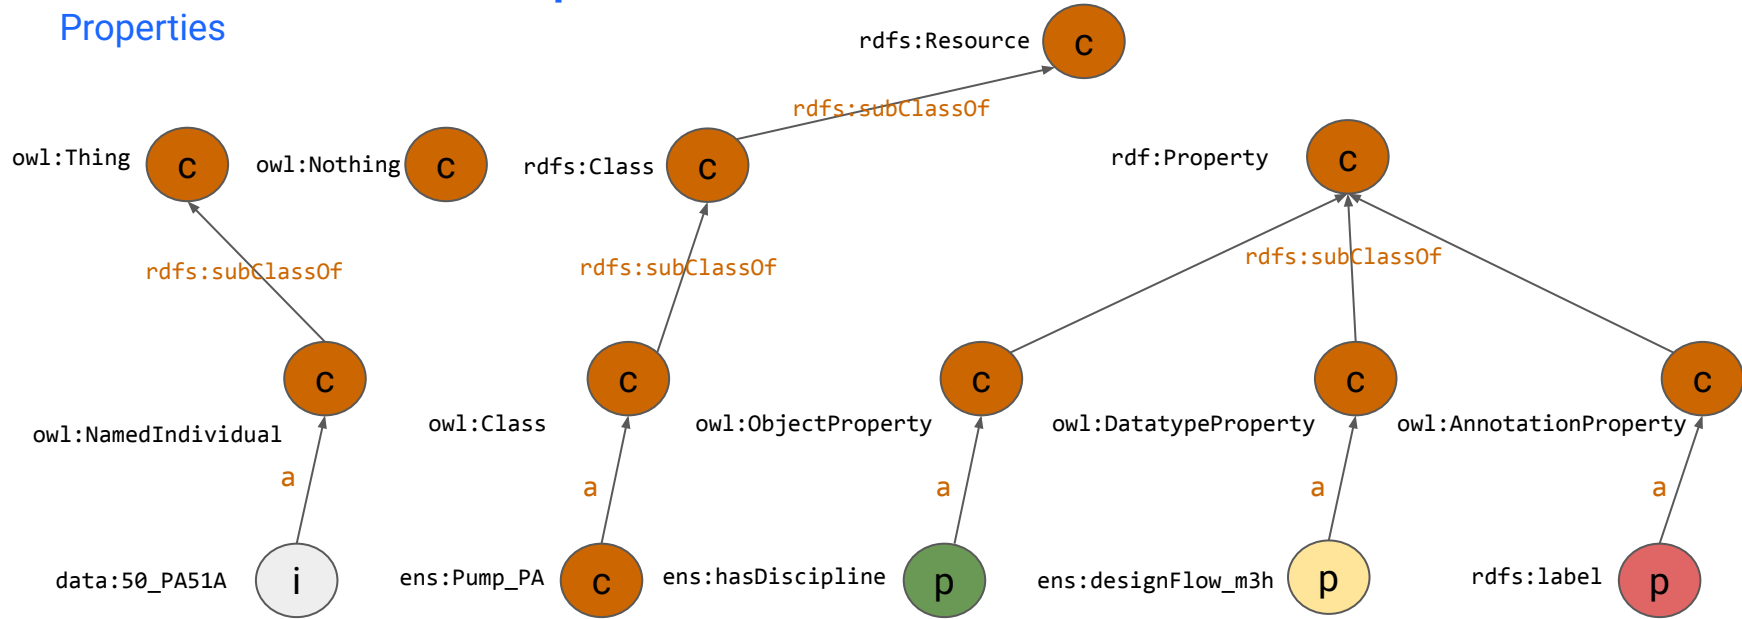 Properties
rdfs:Resource
c
rdfs:subClassOf
owl:Thing
c
owl:Nothing
c
rdfs:Class
c
rdf:Property
c
rdfs:subClassOf
rdfs:subClassOf
rdfs:subClassOf
c
c
c
c
c
owl:NamedIndividual
owl:Class
owl:ObjectProperty
owl:DatatypeProperty
owl:AnnotationProperty
a
a
a
a
a
data:50_PA51A
i
ens:Pump_PA
c
ens:hasDiscipline
p
ens:designFlow_m3h
p
rdfs:label
p